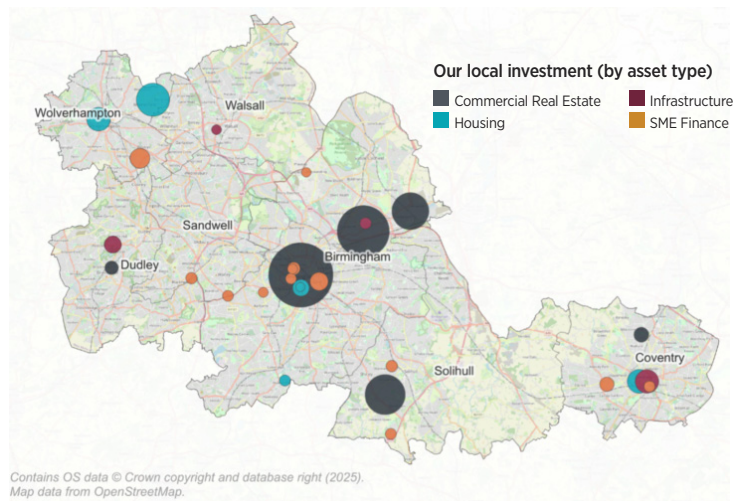 Our local investment (by asset type)
Commercial Real Estate
Infrastructure
Housing
SME Finance
Wolverhampton
Walsall
Sandwell
Birmingham
Dudley
Solihull
Coventry
Contains OS data © Crown copyright and database right (2025).
Map data from OpenStreetMap.